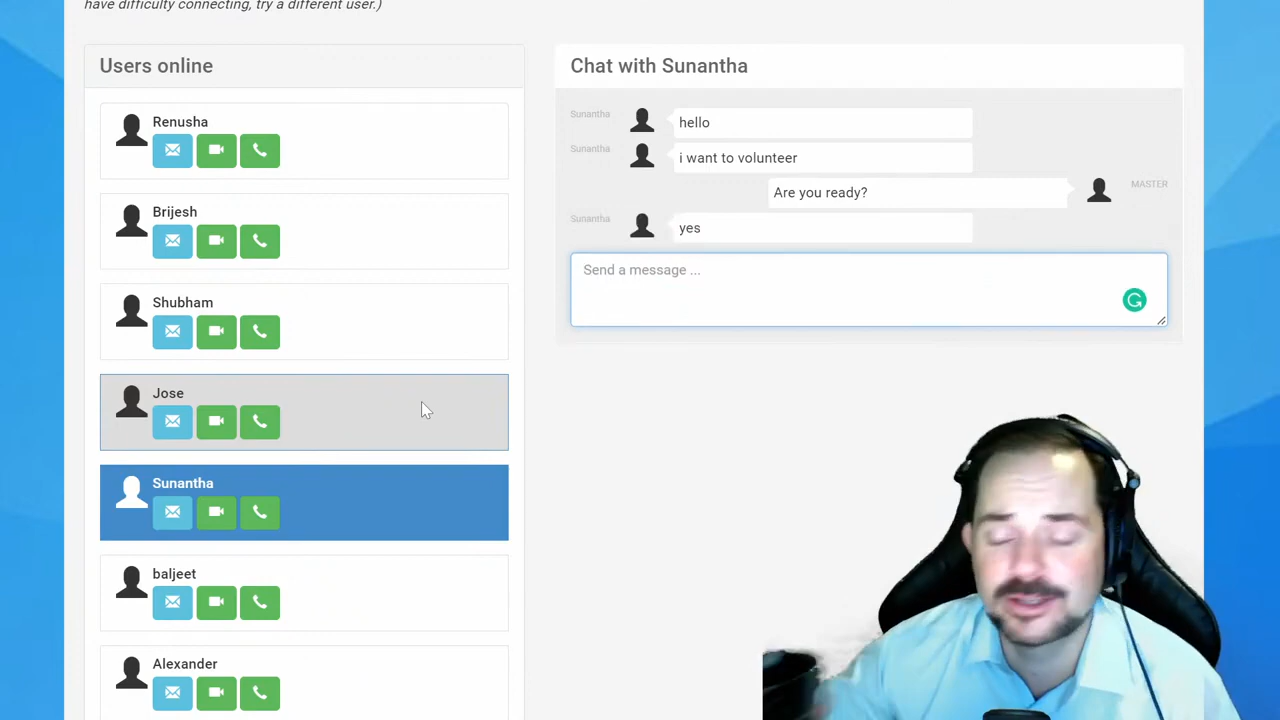 have difficulty connecting, try a different user.)
Users online
Renusha
Brijesh
Shubham
Jose
Sunantha
baljeet
Alexander
Chat with Sunantha
Sunantha
hello
Sunantha
i want to volunteer
Are you ready?
MASTER
Sunantha
yes
Send a message ...